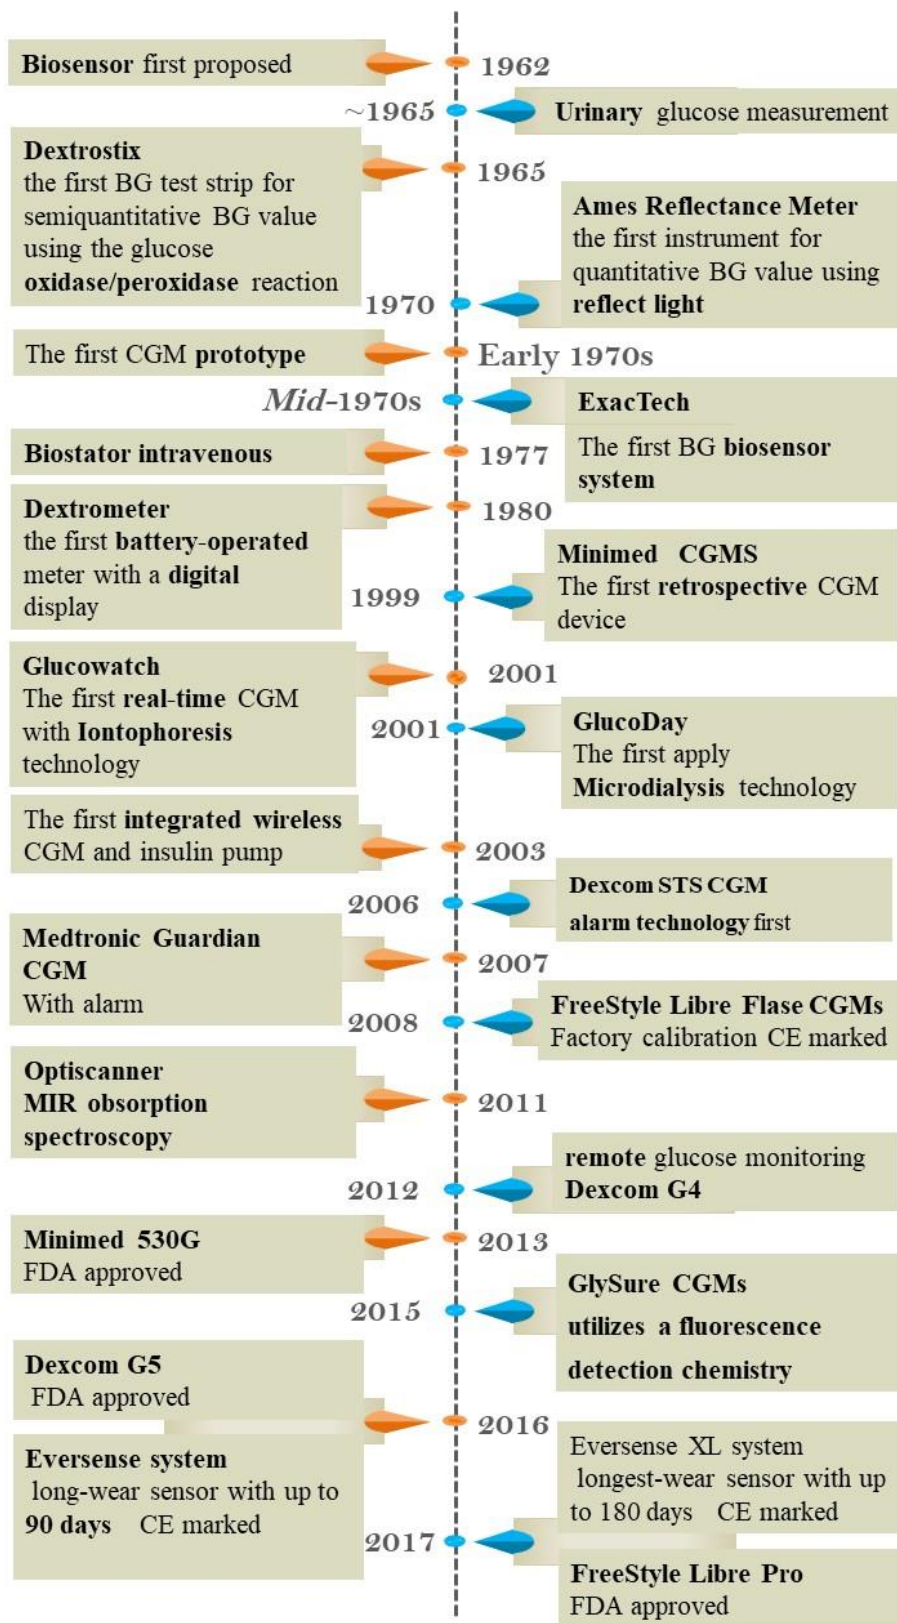 Biosensor first proposed
1962
~1965
Urinary glucose measurement
Dextrostix
the first BG test strip for
semiquantitative BG value
using the glucose
oxidase/peroxidase reaction
1965
Ames Reflectance Meter
the first instrument for
quantitative BG value using
reflect light
1970
The first CGM prototype
Early 1970s
Mid-1970s
ExacTech
The first BG biosensor
system
Biostator intravenous
1977
Dextrometer
the first battery-operated
meter with a digital
display
1980
Minimed CGMS
The first retrospective CGM
device
1999
Glucowatch
The first real-time CGM
with Iontophoresis
technology
2001
2001
GlucoDay
The first apply
Microdialysis technology
The first integrated wireless
CGM and insulin pump
2003
2006
Dexcom STS CGM
alarm technology first
Medtronic Guardian
CGM
With alarm
2007
2008
FreeStyle Libre Flase CGMs
Factory calibration CE marked
Optiscanner
MIR obsorption
spectroscopy
2011
remote glucose monitoring
Dexcom G4
2012
Minimed 530G
FDA approved
2013
GlySure CGMs
utilizes a fluorescence
detection chemistry
2015
Dexcom G5
FDA approved
2016
Eversense system
long-wear sensor with up to
90 days CE marked
Eversense XL system
longest-wear sensor with up
to 180 days CE marked
2017
FreeStyle Libre Pro
FDA approved